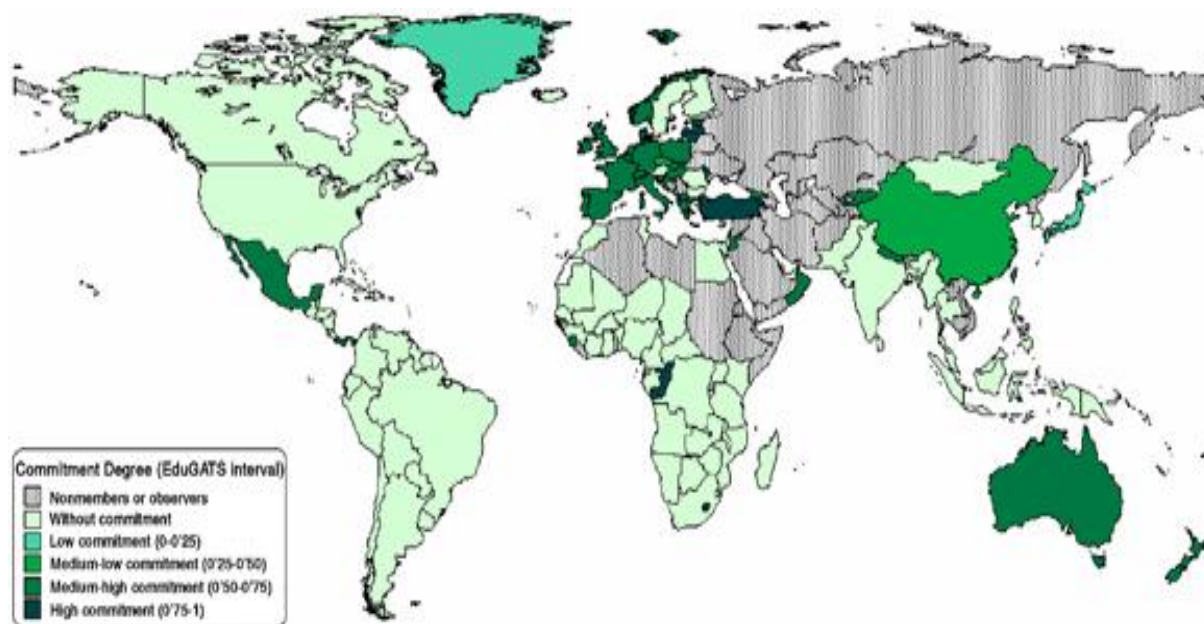 Commitment Degree (EduGATS interval)
Nonmembers or observers
Without commitment
Low commitment (0-0'25)
Medium-low commitment (0'25-0'50)
Medium-high commitment (0'50-0'75)
High commitment (0'75-1)